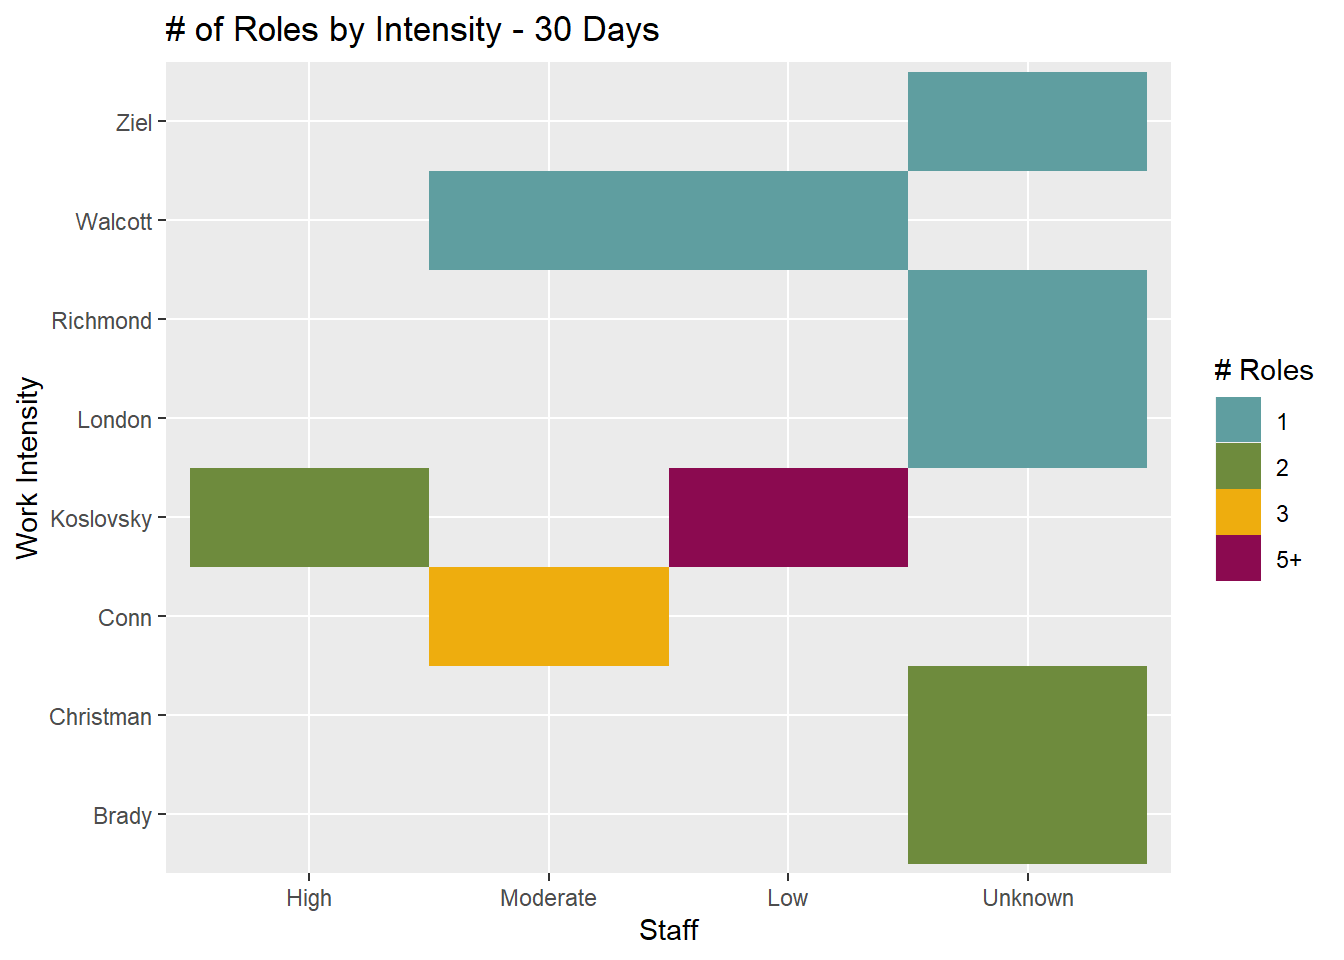 # of Roles by Intensity - 30 Days
Ziel
Walcott
Richmond
London
Koslovsky
Conn
Christman
Brady
Work Intensity
High Moderate Low Unknown
Staff
# Roles
1
2
3
5+